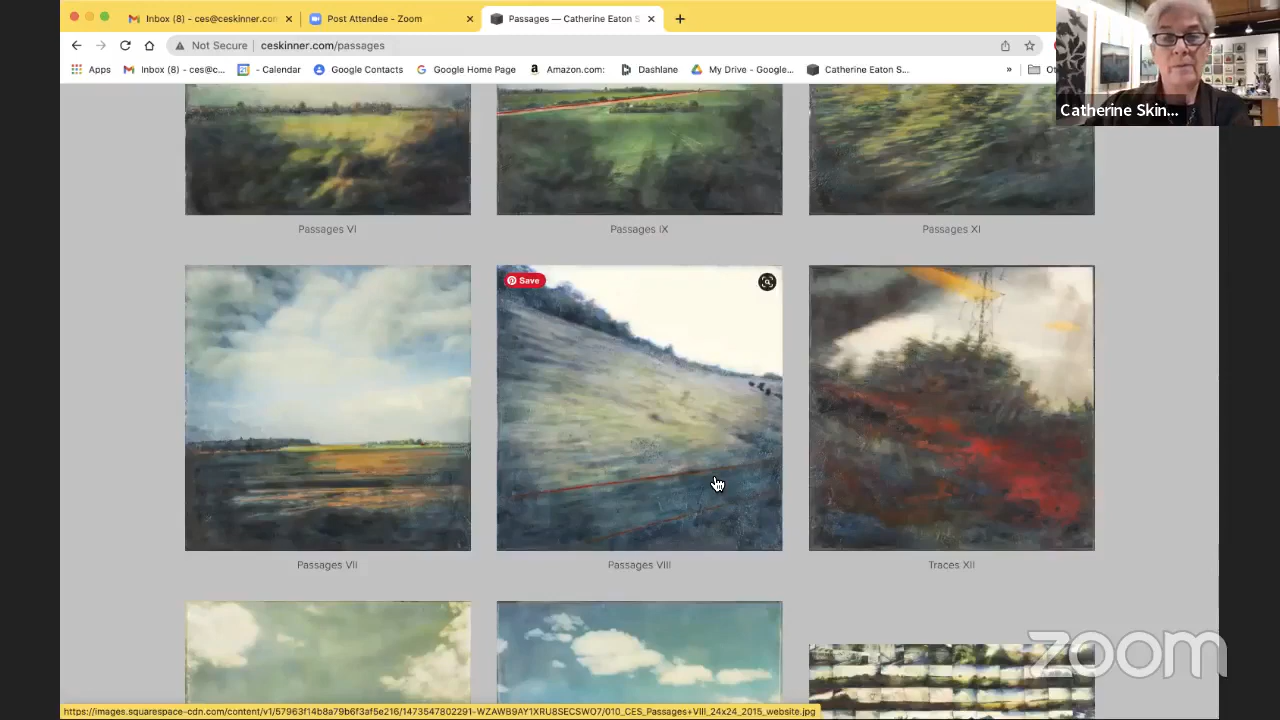 Inbox (8) - ces@ceskinner.con
Post Attendee - Zoom
Passages — Catherine Eaton S
Not Secure
ceskinner.com/passages
Apps
Inbox (8) - ces@c...
- Calendar
Google Contacts
Google Home Page
Amazon.com:
Dashlane
My Drive - Google...
Catherine Eaton S...
»
Ot
Catherine Skin...
Passages VI
Passages IX
Passages XI
Save
Passages VII
Passages VIII
Traces XII
zoom
https://images.squarespace-cdn.com/content/v1/57963f14b8a79b6f3af5e216/1473547802291-WZAWB9AY1XRU8SECSWO7/010_CES_Passages+VIII_24x24_2015_website.jpg